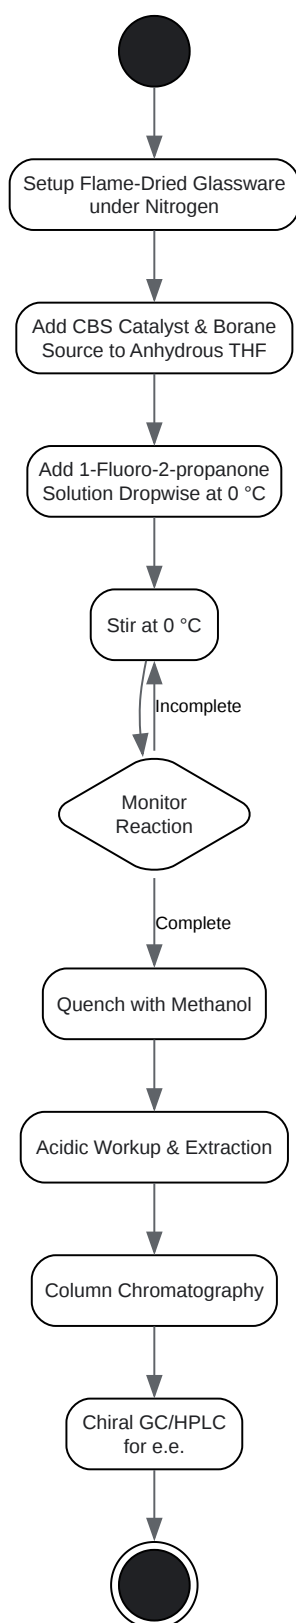 Setup Flame-Dried Glassware
under Nitrogen
Add CBS Catalyst & Borane
Source to Anhydrous THF
Add 1-Fluoro-2-propanone
Solution Dropwise at 0 °C
Stir at 0 °C
Incomplete
Monitor
Reaction
Complete
Quench with Methanol
Acidic Workup & Extraction
Column Chromatography
Chiral GC/HPLC
for e.e.